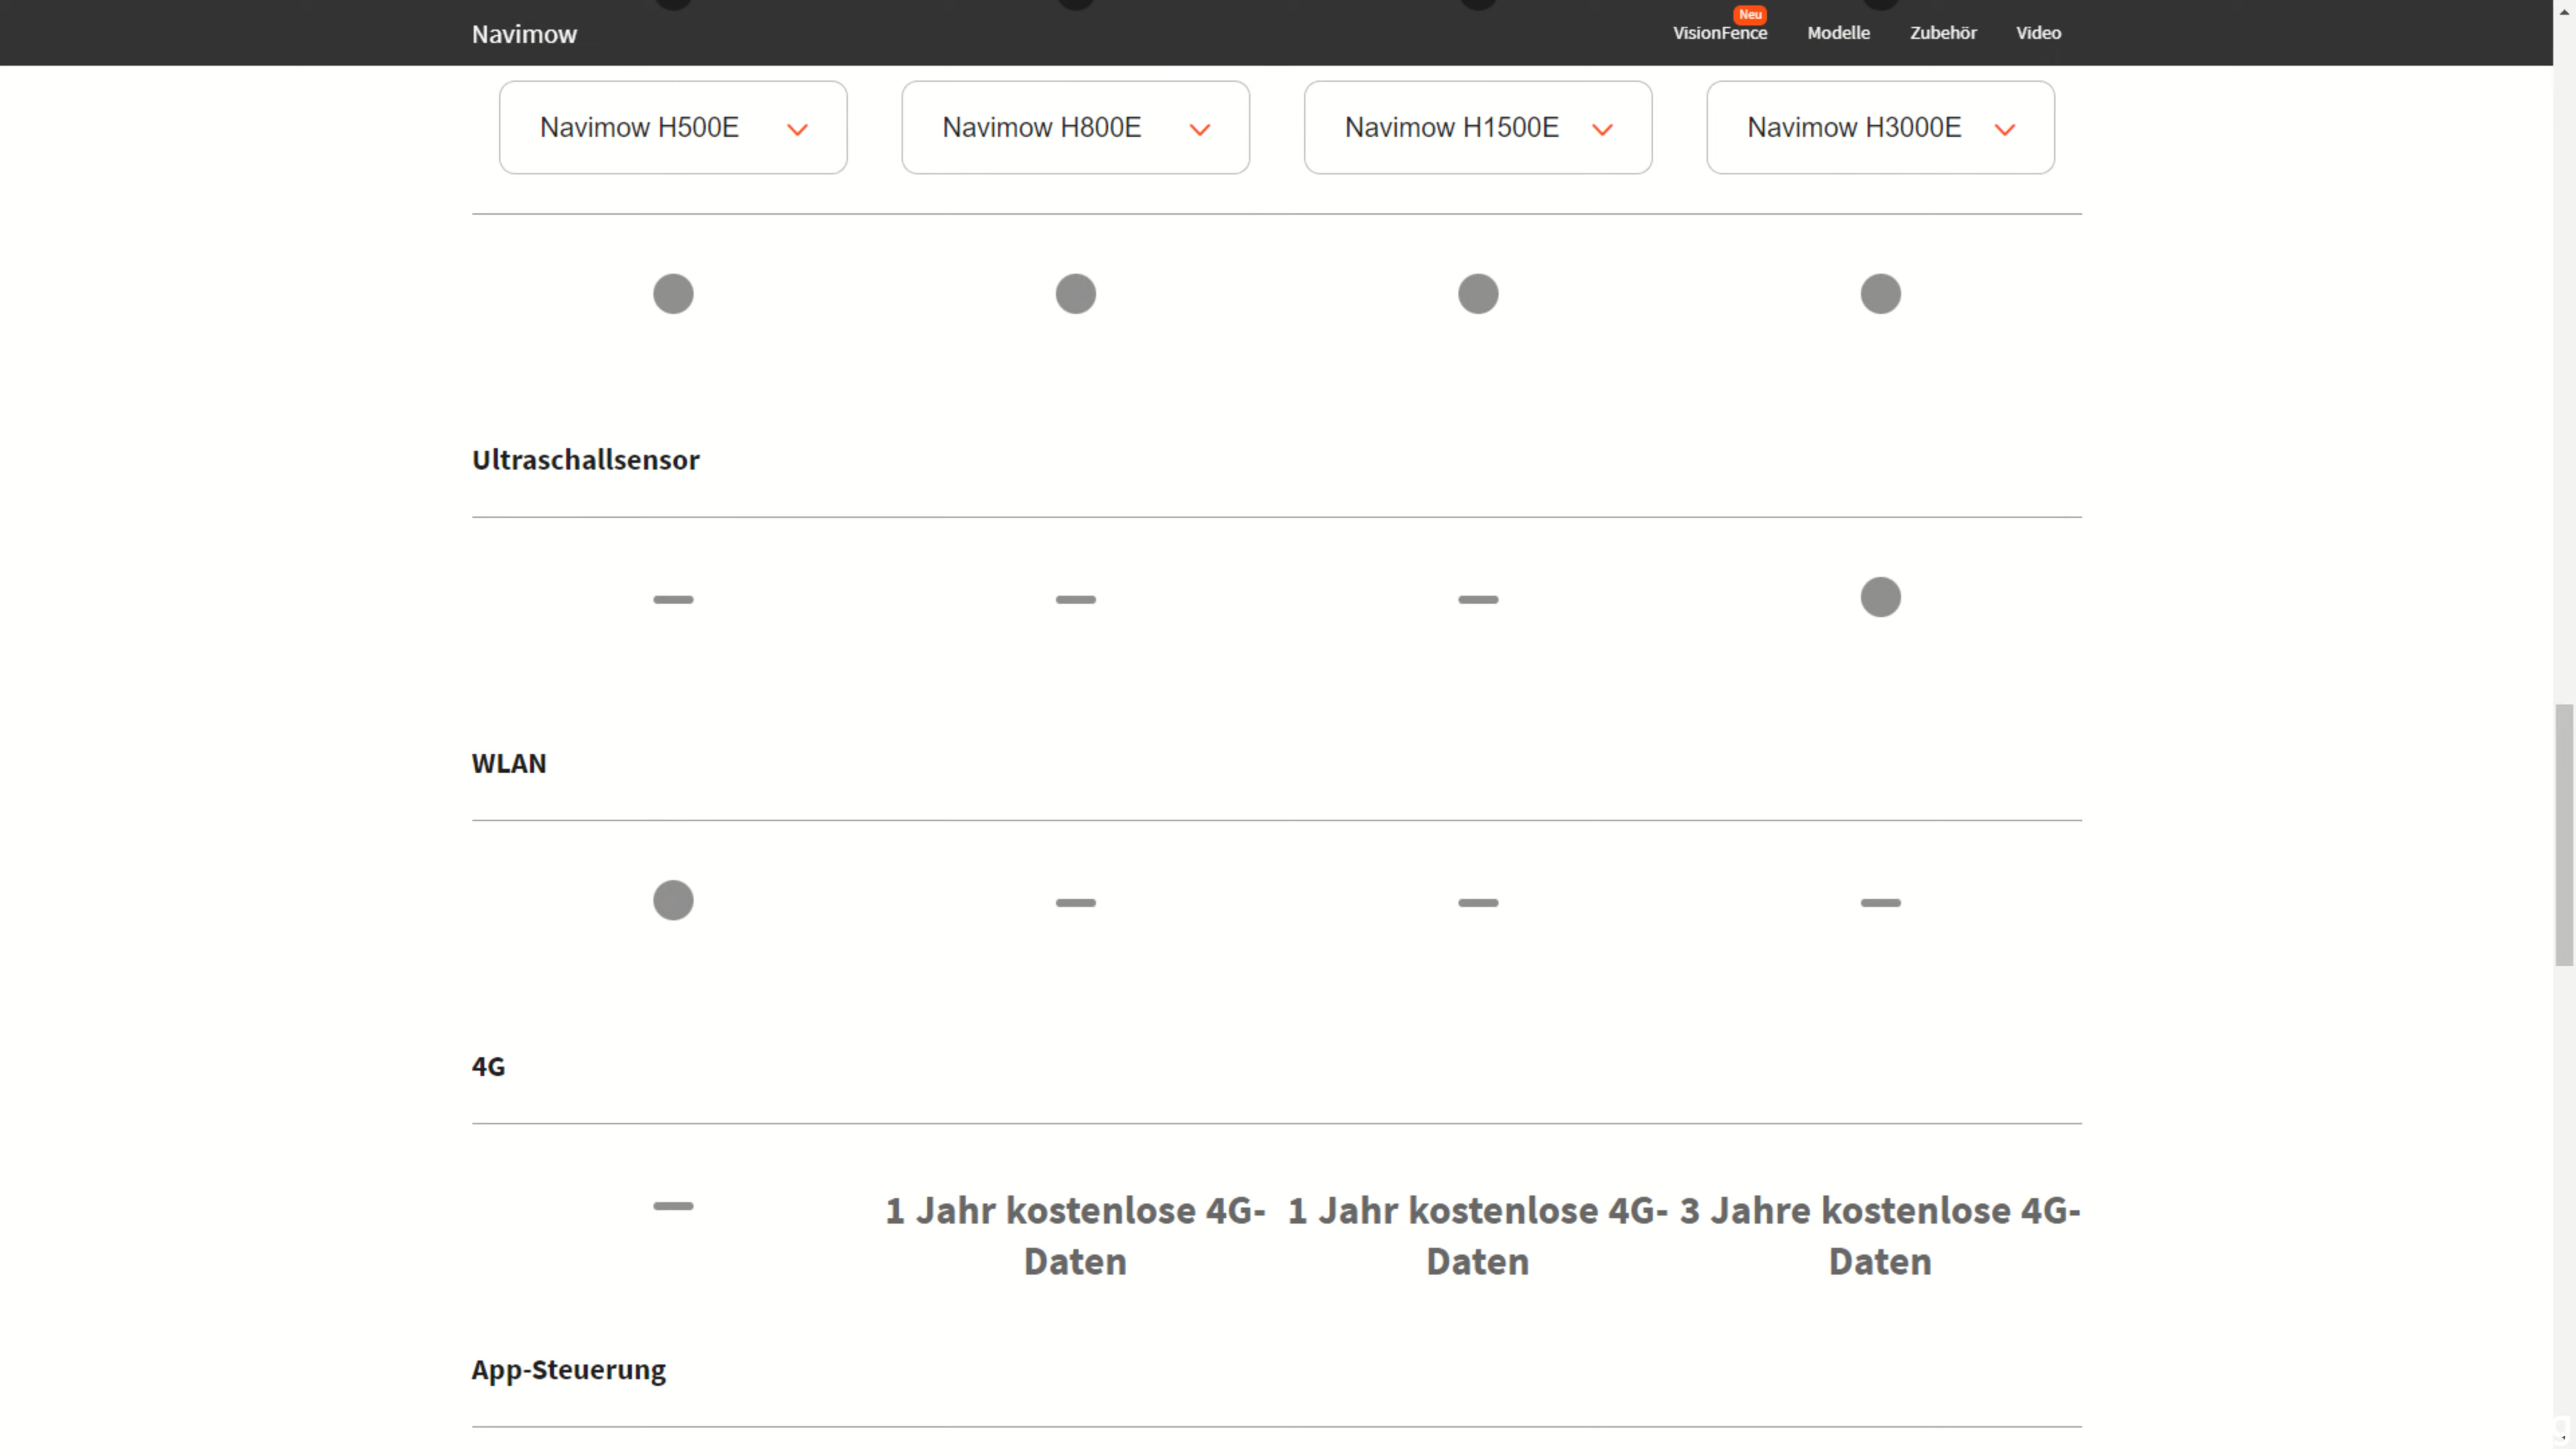 Navimow
Neu
VisionFence Modelle Zubehör Video
Navimow H500E Navimow H800E Navimow H1500E Navimow H3000E
Ultraschallsensor
WLAN
4G
1 Jahr kostenlose 4G- 1 Jahr kostenlose 4G- 3 Jahre kostenlose 4G-
Daten Daten Daten
App-Steuerung